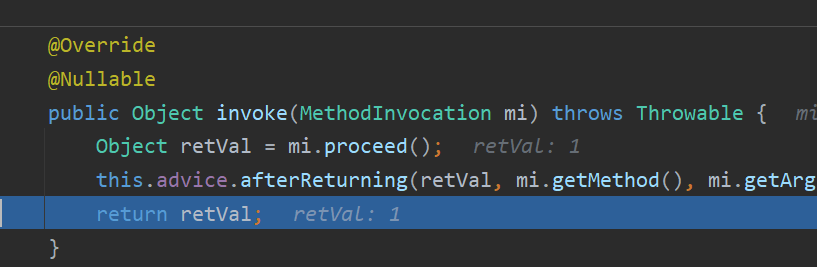 @Override
@Nullable
public Object invoke(MethodInvocation mi) throws Throwable { mi
Object retVal = mi.proceed(); retVal: 1
this.advice.afterReturning(retVal, mi.getMethod(), mi.getArg
return retVal; retVal: 1
}